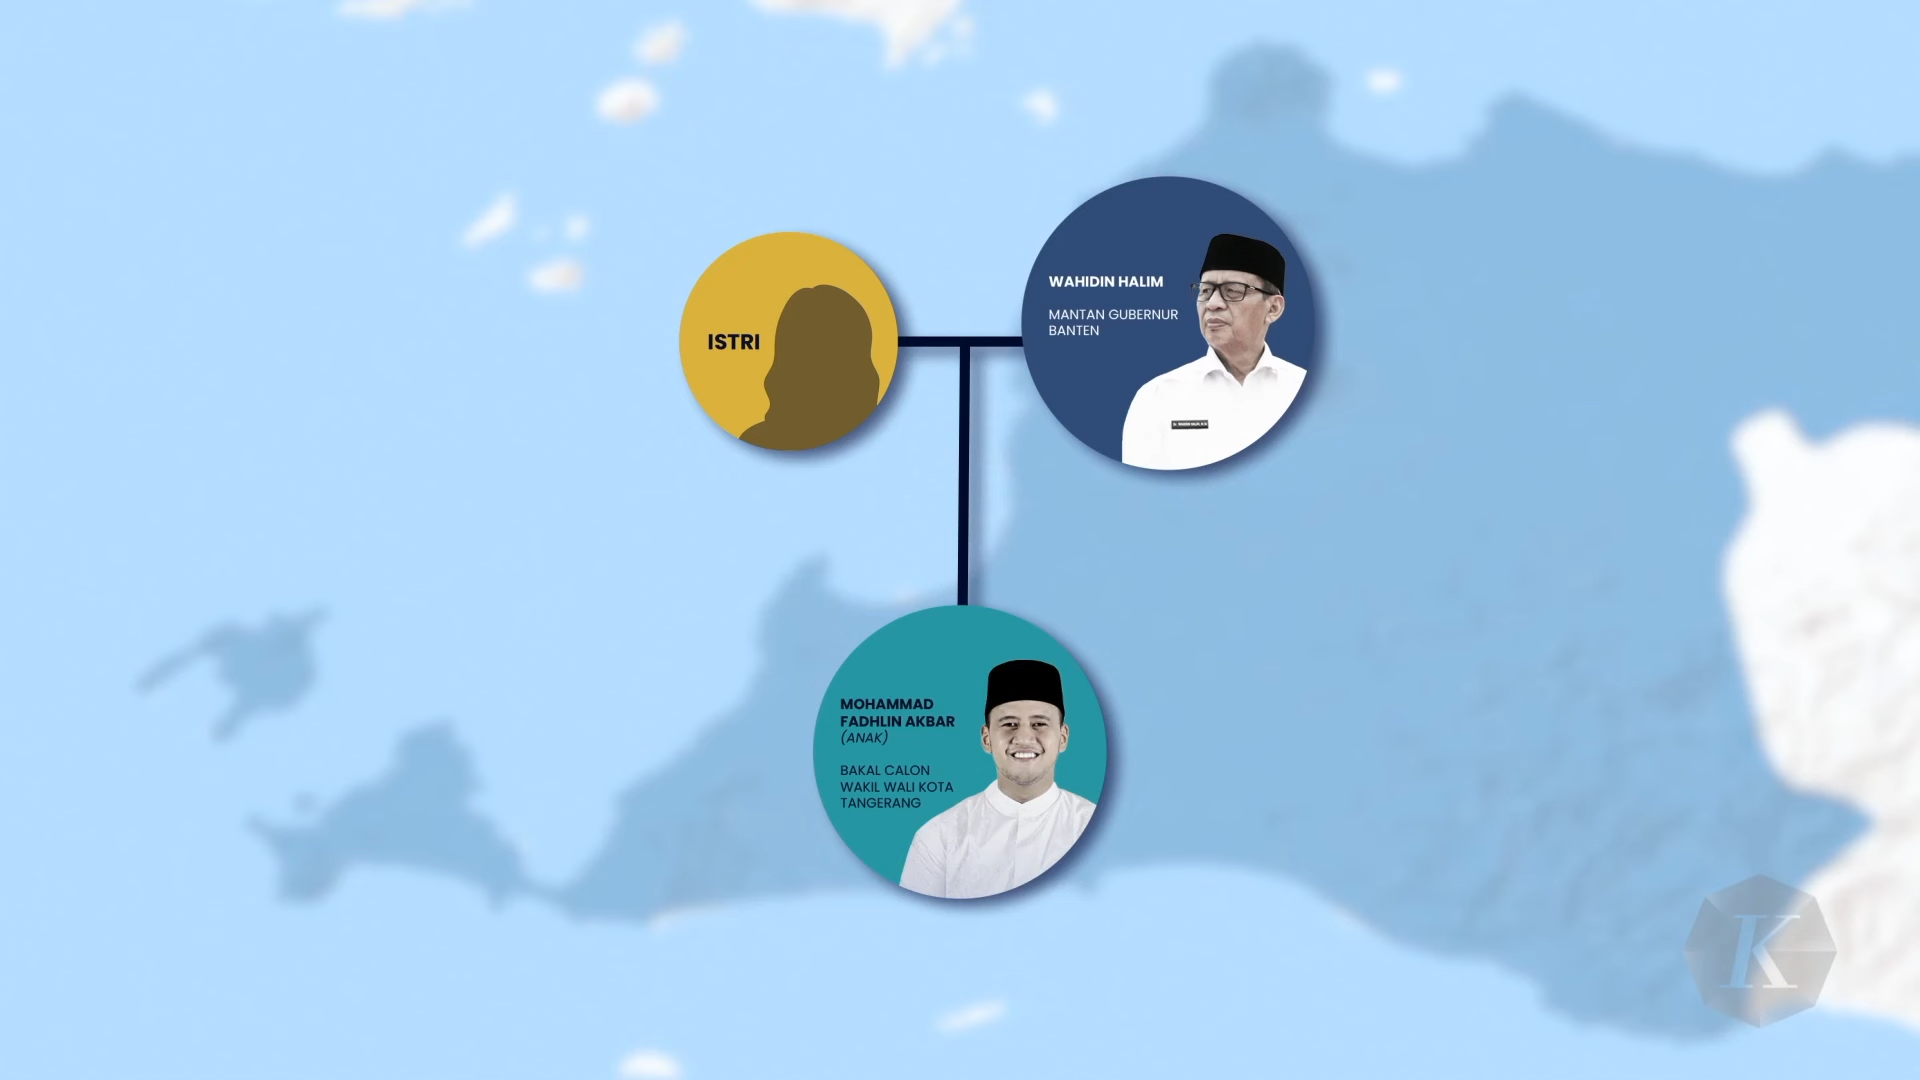 ISTRI
WAHIDIN HALIM
MANTAN GUBERNUR
BANTEN
MOHAMMAD
FADHLIN AKBAR
(ANAK)
BAKAL CALON
WAKIL WALI KOTA
TANGERANG
K